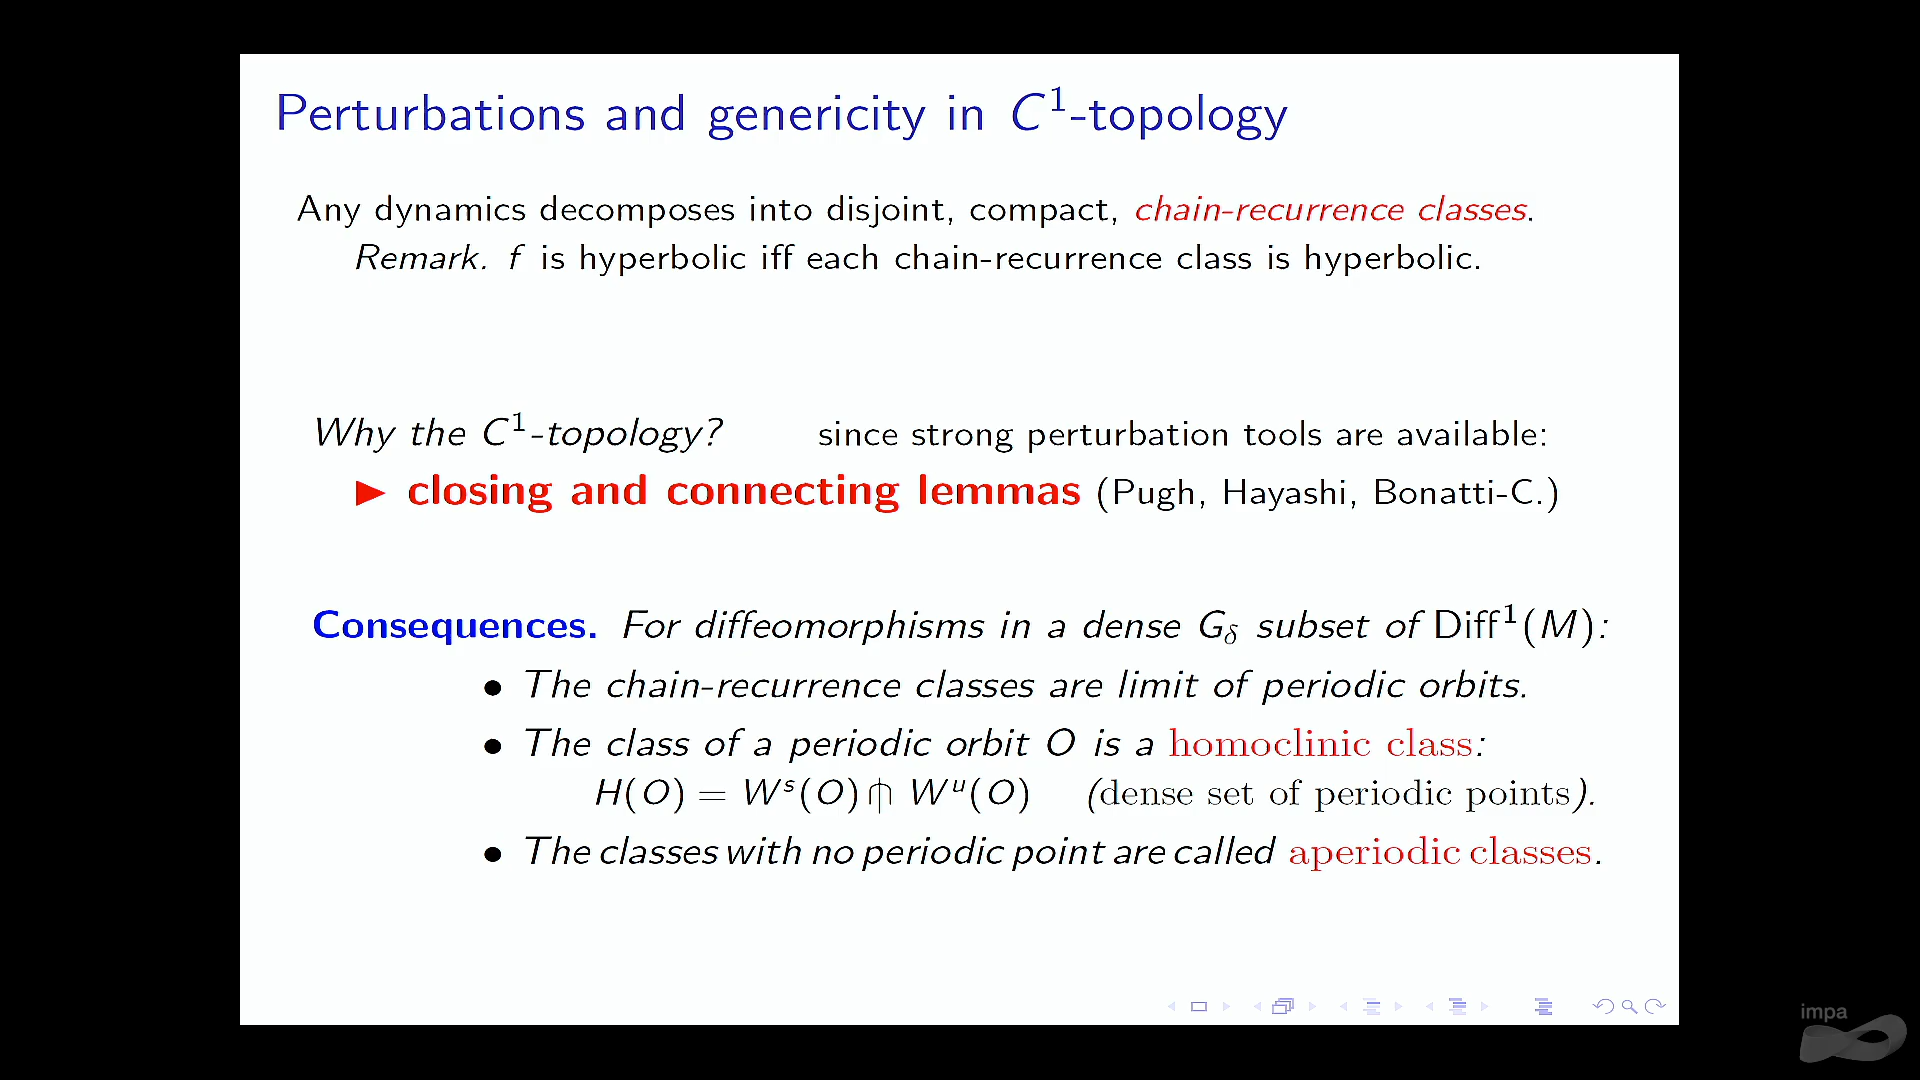 Perturbations and genericity in C¹-topology
Any dynamics decomposes into disjoint, compact, chain-recurrence classes.
Remark. f is hyperbolic iff each chain-recurrence class is hyperbolic.
Why the C¹-topology? since strong perturbation tools are available:
▶ closing and connecting lemmas (Pugh, Hayashi, Bonatti-C.)
Consequences. For diffeomorphisms in a dense G_δ subset of Diff¹(M):
• The chain-recurrence classes are limit of periodic orbits.
• The class of a periodic orbit O is a homoclinic class:
H(O) = Wˢ(O) ⋔ Wᵘ(O) (dense set of periodic points).
• The classes with no periodic point are called aperiodic classes.
impa